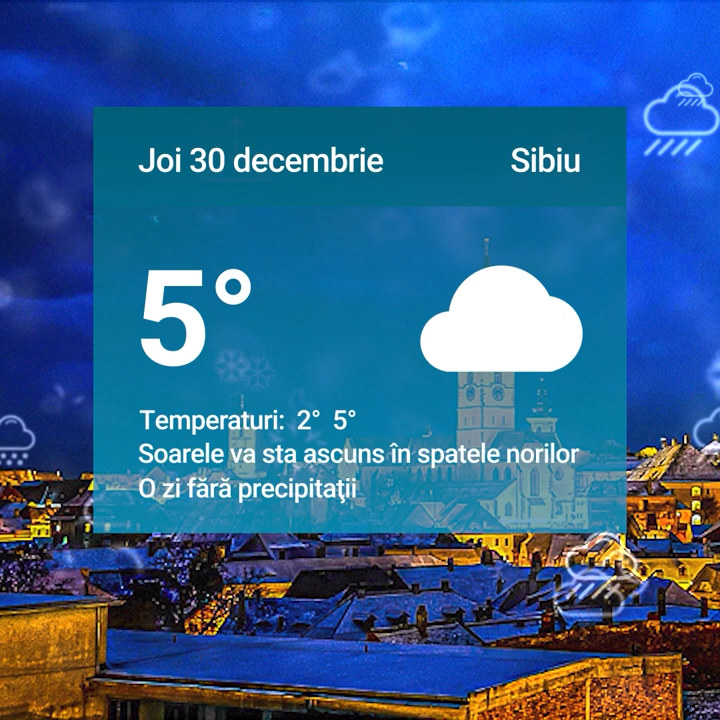 Joi 30 decembrie Sibiu
5°
Temperaturi: 2° 5°
Soarele va sta ascuns în spatele norilor
O zi fără precipitaţii